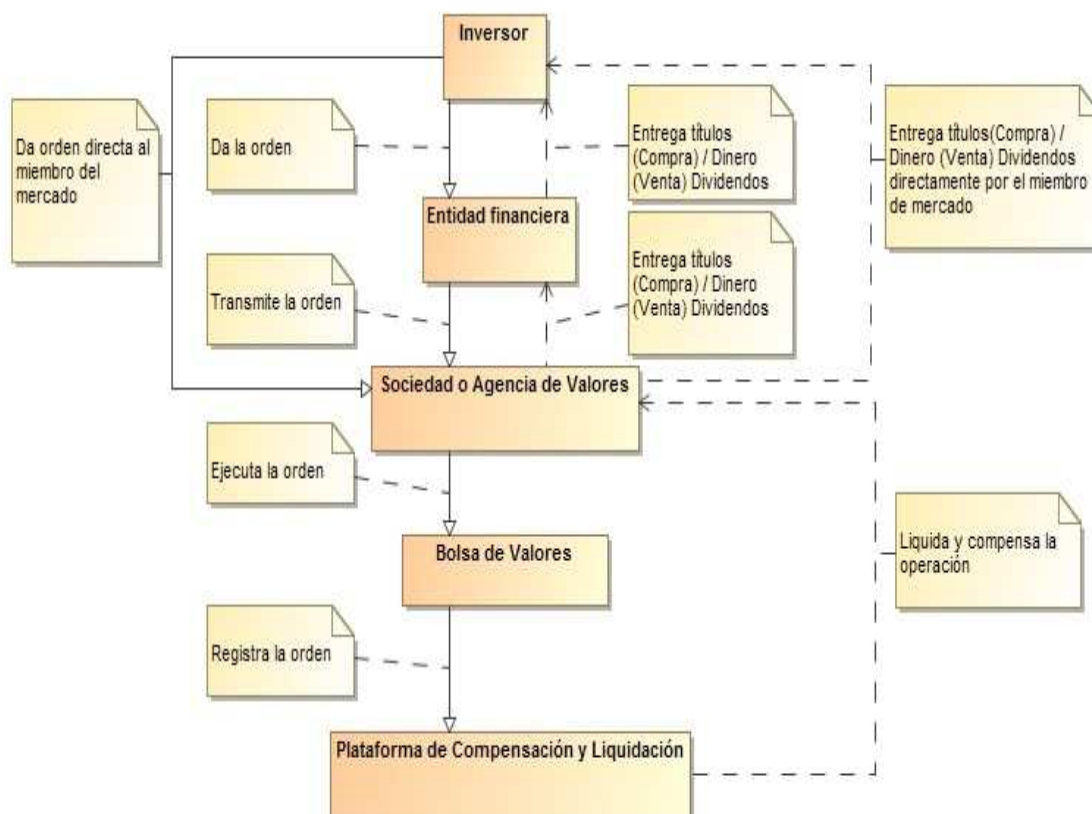 Inversor
Da orden directa al
miembro del
mercado
Da la orden
Entrega títulos
(Compra) / Dinero
(Venta) Dividendos
Entrega títulos(Compra) /
Dinero (Venta) Dividendos
directamente por el miembro
de mercado
Entidad financiera
Transmite la orden
Entrega títulos
(Compra) / Dinero
(Venta) Dividendos
Sociedad o Agencia de Valores
Ejecuta la orden
Bolsa de Valores
Liquida y compensa la
operación
Registra la orden
Plataforma de Compensación y Liquidación